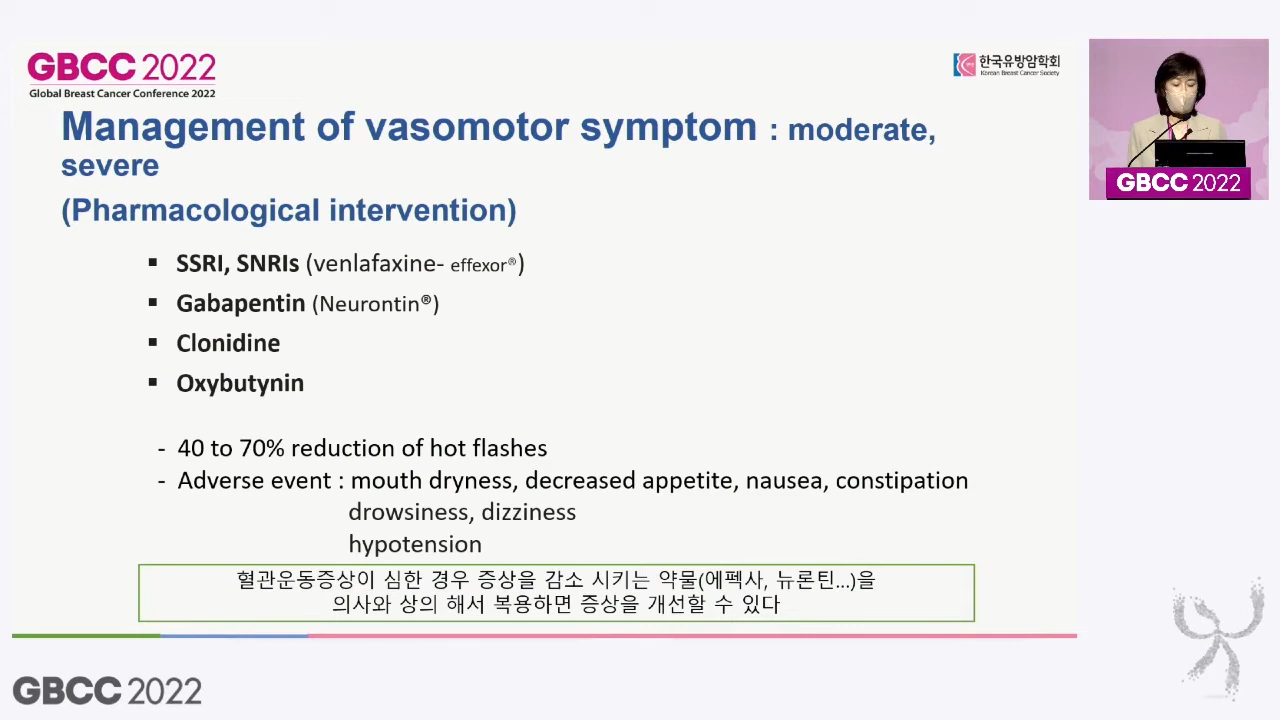 GBCC 2022
Global Breast Cancer Conference 2022
한국유방암학회
Korean Breast Cancer Society
GBCC 2022
Management of vasomotor symptom : moderate,
severe
(Pharmacological intervention)
▪ SSRI, SNRIs (venlafaxine- effexor®)
▪ Gabapentin (Neurontin®)
▪ Clonidine
▪ Oxybutynin
- 40 to 70% reduction of hot flashes
- Adverse event : mouth dryness, decreased appetite, nausea, constipation
drowsiness, dizziness
hypotension
혈관운동증상이 심한 경우 증상을 감소 시키는 약물(에펙사, 뉴론틴...)을
의사와 상의 해서 복용하면 증상을 개선할 수 있다
GBCC 2022